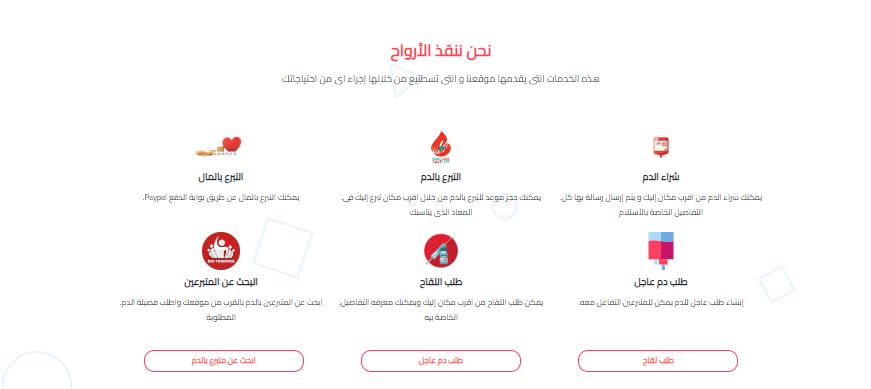 نحن ننقذ الأرواح
هذه الخدمات التى يقدمها موقعنا و التى تسطتيع من خلالها إجراء اى من احتياجاتك
شراء الدم
يمكنك شراء الدم من اقرب مكان إليك و يتم إرسال رسالة بها كل.
التفاصيل الخاصة بالأستلام
التبرع بالدم
يمكنك حجز موعد للتبرع بالدم من خلال اقرب مكان تبرع إليك فى.
المعاد الذى يناسبك
التبرع بالمال
يمكنك التبرع بالمال عن طريق بوابة الدفع Paypal.
طلب دم عاجل
إنشاء طلب عاجل للدم يمكن للمتبرعين التفاعل معه.
طلب اللقاح
يمكن طلب اللقاح من اقرب مكان إليك ويمكنك معرفه التفاصيل.
الخاصة بيه
البحث عن المتبرعين
ابحث عن المتبرعين بالدم بالقرب من موقعك واطلب فصيلة الدم.
المطلوبة
طلب لقاح
طلب دم عاجل
ابحث عن متبرع بالدم